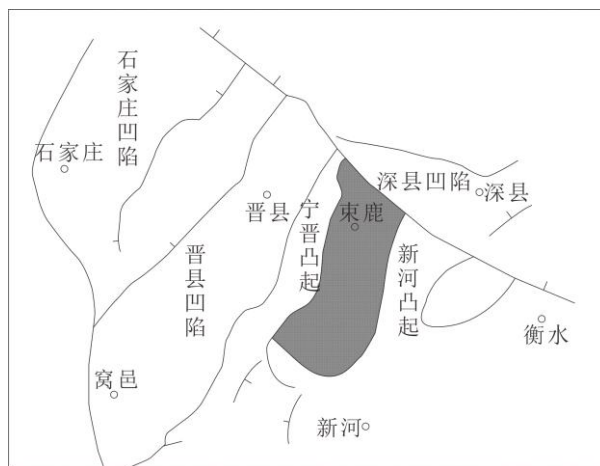 石家庄凹陷
石家庄
深县凹陷
深县
晋县
宁晋凸起
束鹿
新河凸起
晋县凹陷
衡水
窝邑
新河